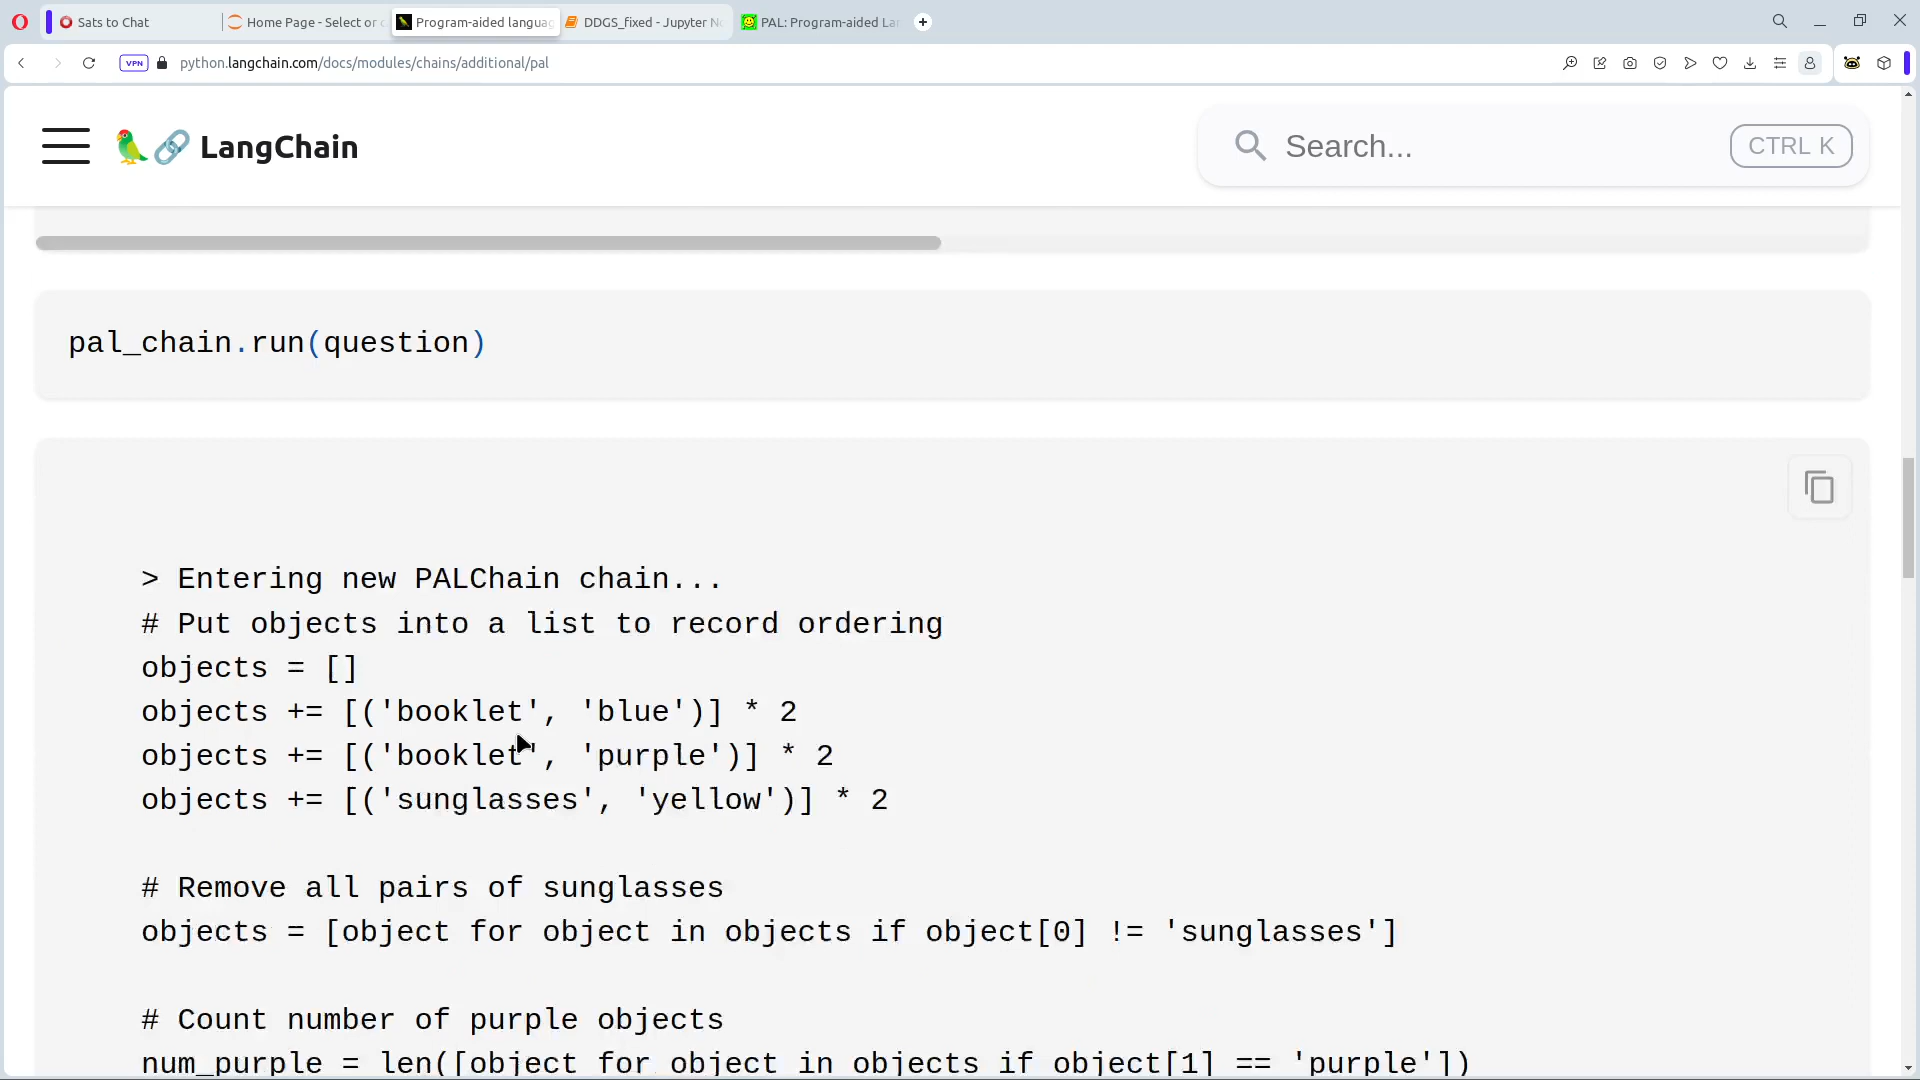 Sats to Chat
Home Page - Select or c
Program-aided languag
DDGS_fixed - Jupyter No
PAL: Program-aided Lan
VPN
python.langchain.com/docs/modules/chains/additional/pal
LangChain
Search...
CTRL K
pal_chain.run(question)
> Entering new PALChain chain...
# Put objects into a list to record ordering
objects = []
objects += [('booklet', 'blue')] * 2
objects += [('booklet', 'purple')] * 2
objects += [('sunglasses', 'yellow')] * 2
# Remove all pairs of sunglasses
objects = [object for object in objects if object[0] != 'sunglasses']
# Count number of purple objects
num_purple = len([object for object in objects if object[1] == 'purple'])